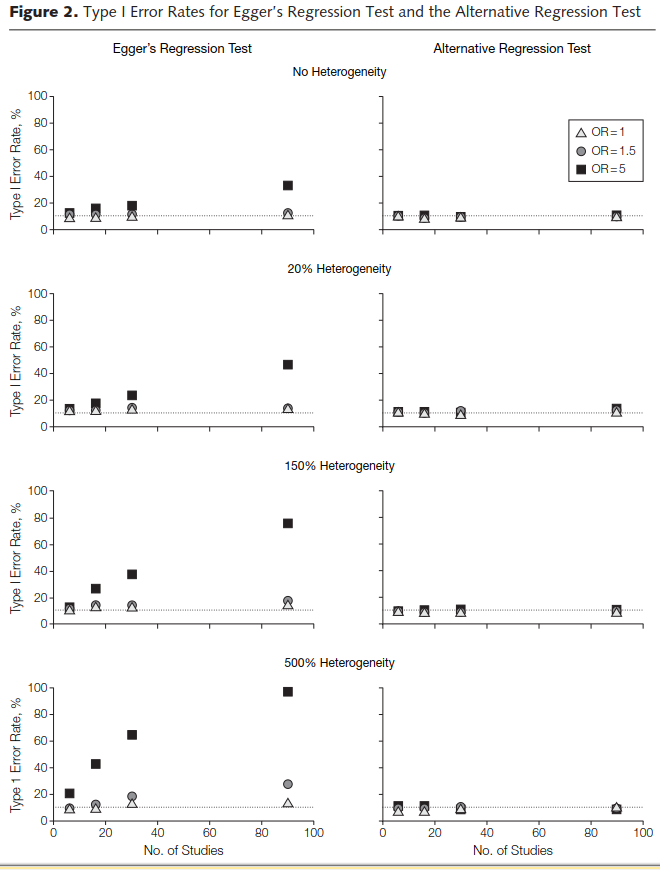 Figure 2. Type I Error Rates for Egger's Regression Test and the Alternative Regression Test
Egger's Regression Test Alternative Regression Test
No Heterogeneity
Type I Error Rate, %
100
80
60
40
20
0
OR=1
OR=1.5
OR=5
20% Heterogeneity
Type I Error Rate, %
100
80
60
40
20
0
150% Heterogeneity
Type I Error Rate, %
100
80
60
40
20
0
500% Heterogeneity
Type 1 Error Rate, %
100
80
60
40
20
0
0 20 40 60 80 100 0 20 40 60 80 100
No. of Studies No. of Studies